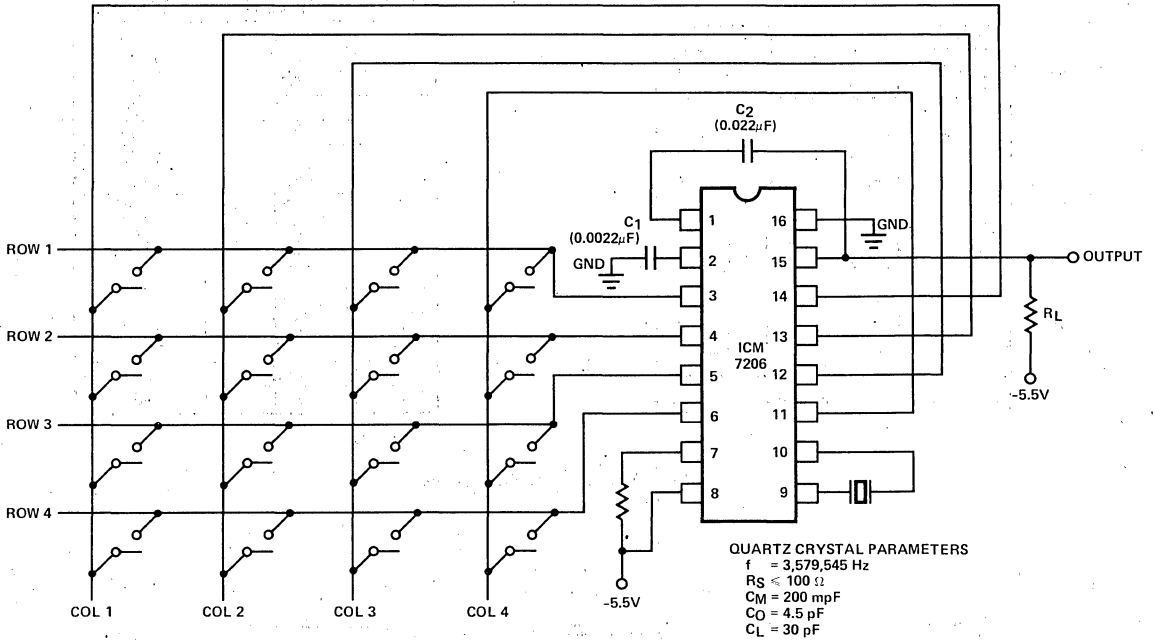 C2
(0.022μF)
C1
(0.0022μF)
GND
GND
ROW 1
ROW 2
ROW 3
ROW 4
1
2
3
4
5
6
7
8
16
15
14
13
12
11
10
9
ICM
7206
OUTPUT
RL
-5.5V
-5.5V
COL 1
COL 2
COL 3
COL 4
QUARTZ CRYSTAL PARAMETERS
f = 3,579,545 Hz
RS ⩽ 100 Ω
CM = 200 mpF
CO = 4.5 pF
CL = 30 pF